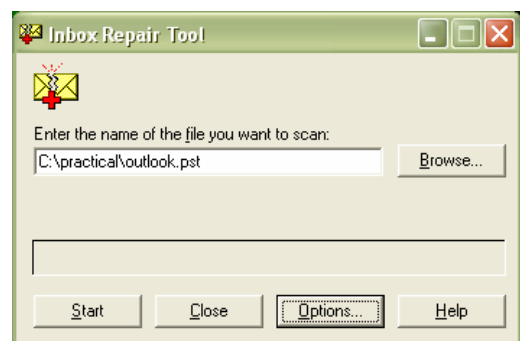 Inbox Repair Tool
Enter the name of the file you want to scan:
C:\practical\outlook.pst
Browse...
Start Close Options... Help